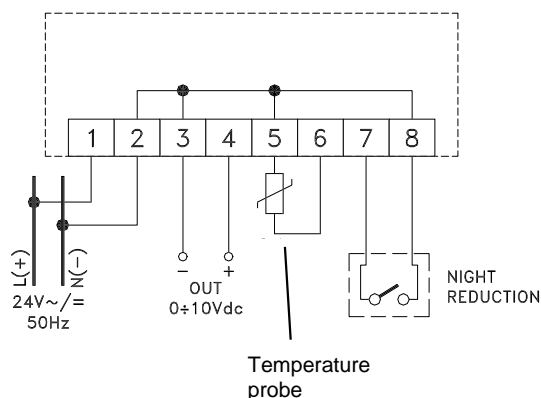 1 2 3 4 5 6 7 8
L(+)
N(-)
24V~/=
50Hz
- +
OUT
0÷10Vdc
NIGHT
REDUCTION
Temperature
probe